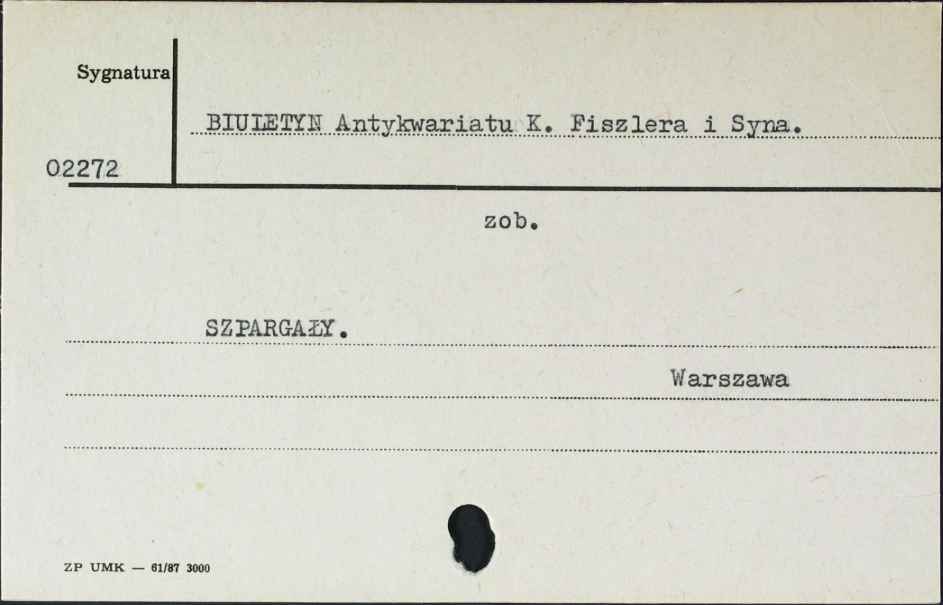 Sygnatura
BIULETYN Antykwariatu K. Fiszlera i Syna.
02272
zob.
SZPARGAŁY.
Warszawa
ZP UMK — 61/87 3000